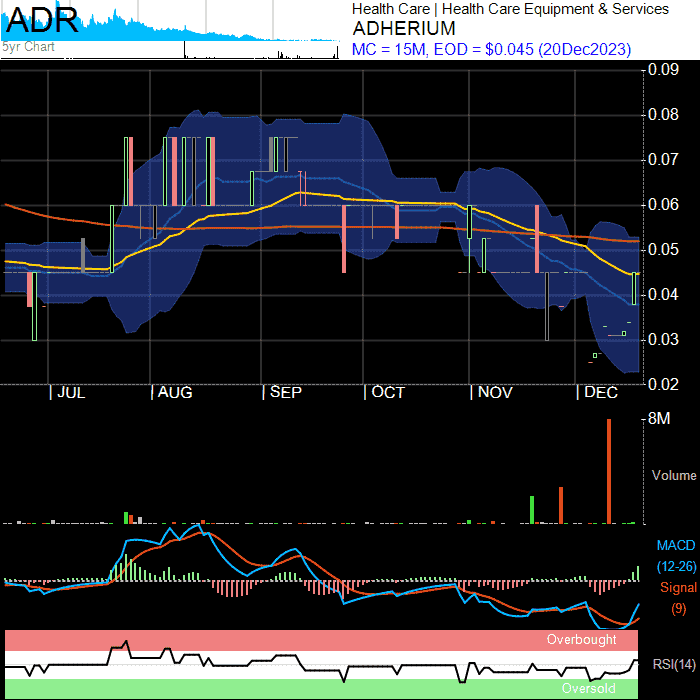 ADR
5yr Chart
Health Care | Health Care Equipment & Services
ADHERIUM
MC = 15M, EOD = $0.045 (20Dec2023)
0.09
0.08
0.07
0.06
0.05
0.04
0.03
0.02
| JUL | AUG | SEP | OCT | NOV | DEC
8M
Volume
MACD
(12-26)
Signal
(9)
Overbought
RSI(14)
Oversold